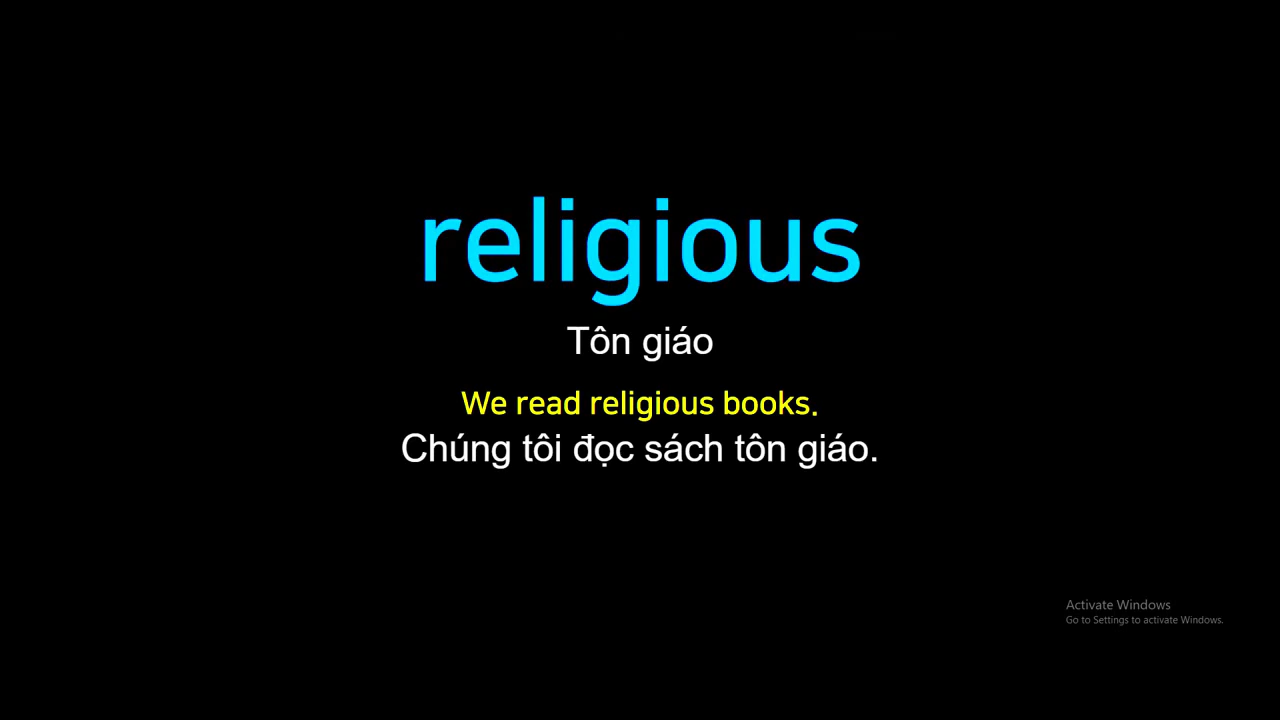 religious
Tôn giáo
We read religious books.
Chúng tôi đọc sách tôn giáo.
Activate Windows
Go to Settings to activate Windows.